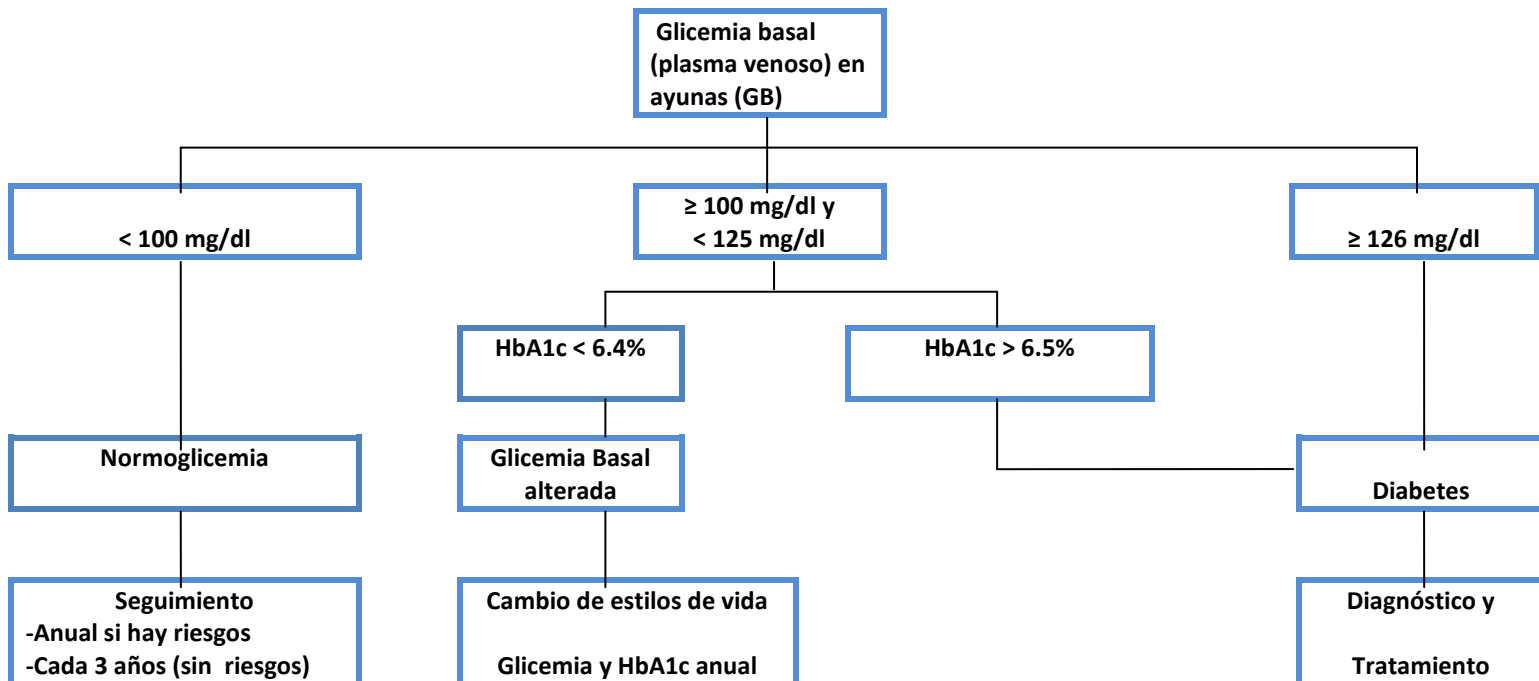 Glicemia basal
(plasma venoso) en
ayunas (GB)
< 100 mg/dl
≥ 100 mg/dl y
< 125 mg/dl
≥ 126 mg/dl
HbA1c < 6.4%
HbA1c > 6.5%
Normoglicemia
Glicemia Basal
alterada
Diabetes
Seguimiento
-Anual si hay riesgos
-Cada 3 años (sin riesgos)
Cambio de estilos de vida
Glicemia y HbA1c anual
Diagnóstico y
Tratamiento